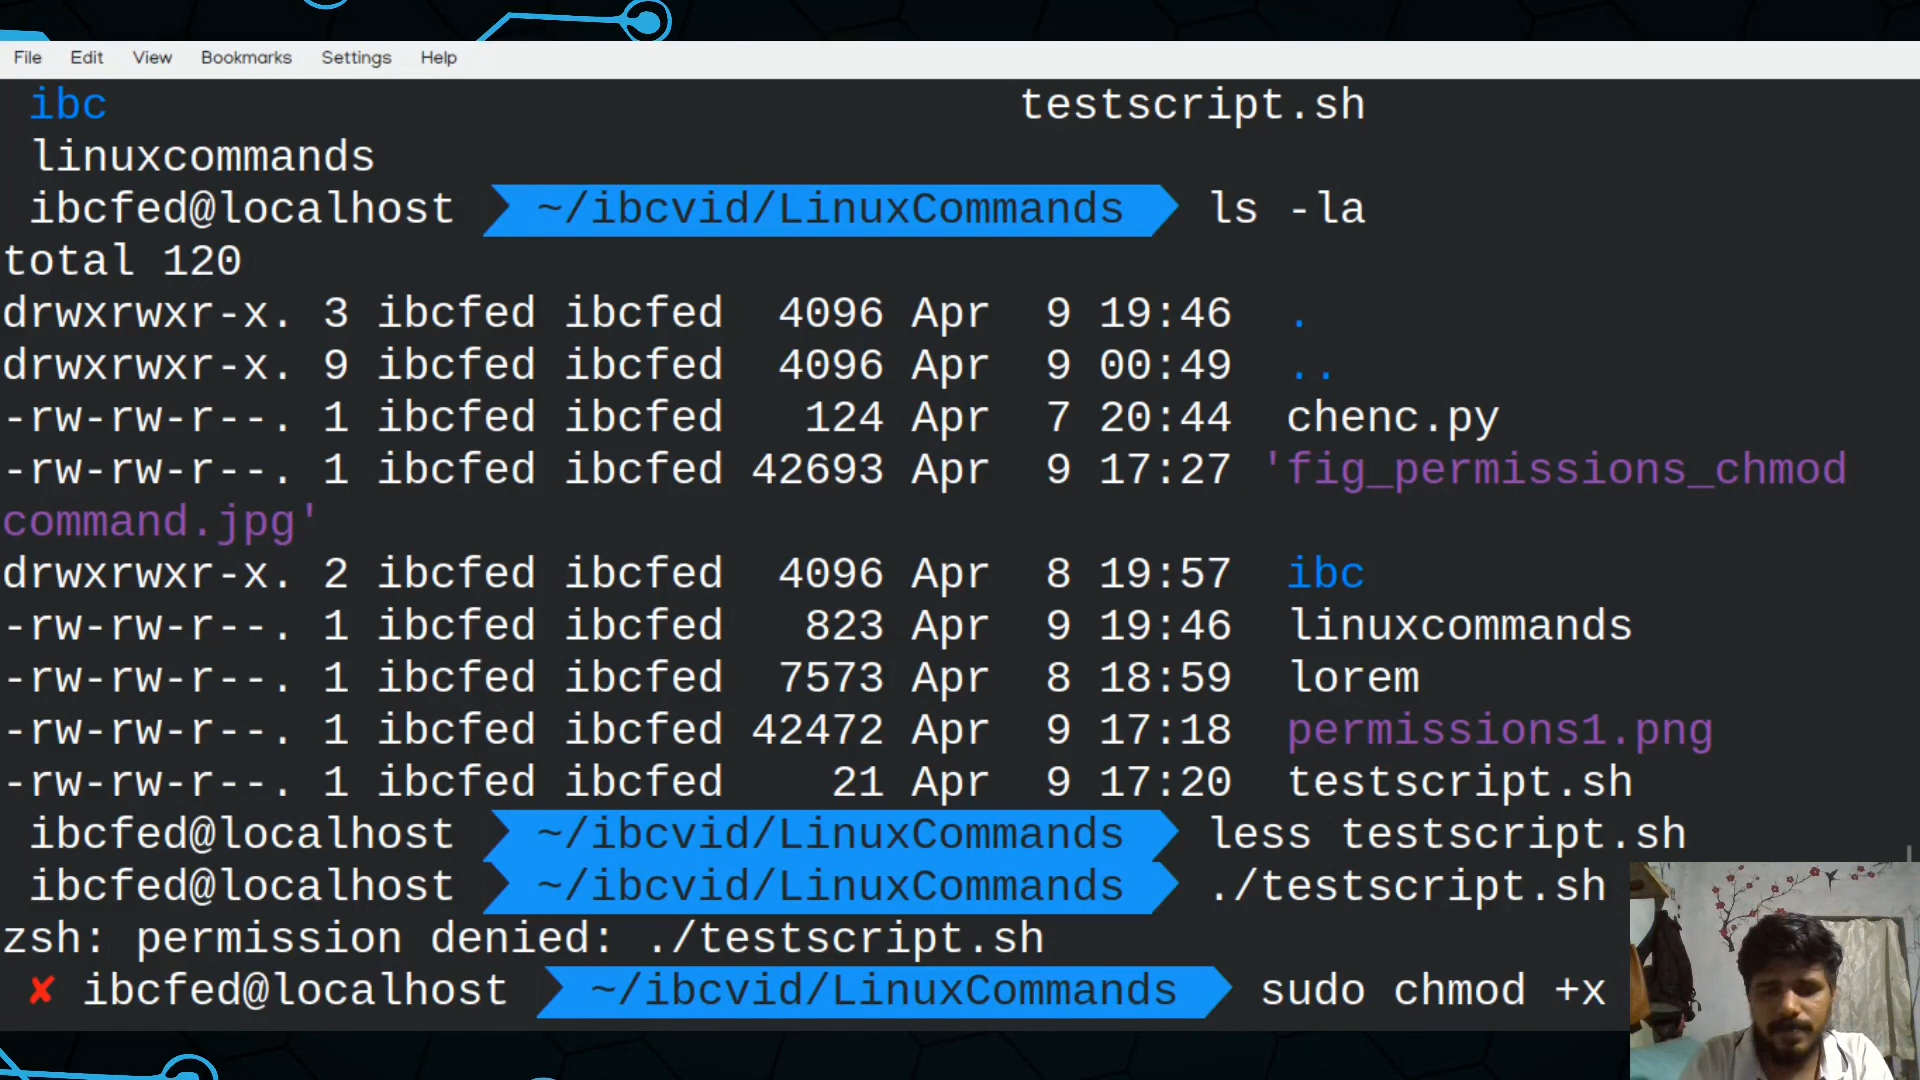 File Edit View Bookmarks Settings Help
ibc testscript.sh
linuxcommands
ibcfed@localhost ~/ibcvid/LinuxCommands ls -la
total 120
drwxrwxr-x. 3 ibcfed ibcfed 4096 Apr 9 19:46 .
drwxrwxr-x. 9 ibcfed ibcfed 4096 Apr 9 00:49 ..
-rw-rw-r--. 1 ibcfed ibcfed 124 Apr 7 20:44 chenc.py
-rw-rw-r--. 1 ibcfed ibcfed 42693 Apr 9 17:27 'fig_permissions_chmod
command.jpg'
drwxrwxr-x. 2 ibcfed ibcfed 4096 Apr 8 19:57 ibc
-rw-rw-r--. 1 ibcfed ibcfed 823 Apr 9 19:46 linuxcommands
-rw-rw-r--. 1 ibcfed ibcfed 7573 Apr 8 18:59 lorem
-rw-rw-r--. 1 ibcfed ibcfed 42472 Apr 9 17:18 permissions1.png
-rw-rw-r--. 1 ibcfed ibcfed 21 Apr 9 17:20 testscript.sh
ibcfed@localhost ~/ibcvid/LinuxCommands less testscript.sh
ibcfed@localhost ~/ibcvid/LinuxCommands ./testscript.sh
zsh: permission denied: ./testscript.sh
✘ ibcfed@localhost ~/ibcvid/LinuxCommands sudo chmod +x